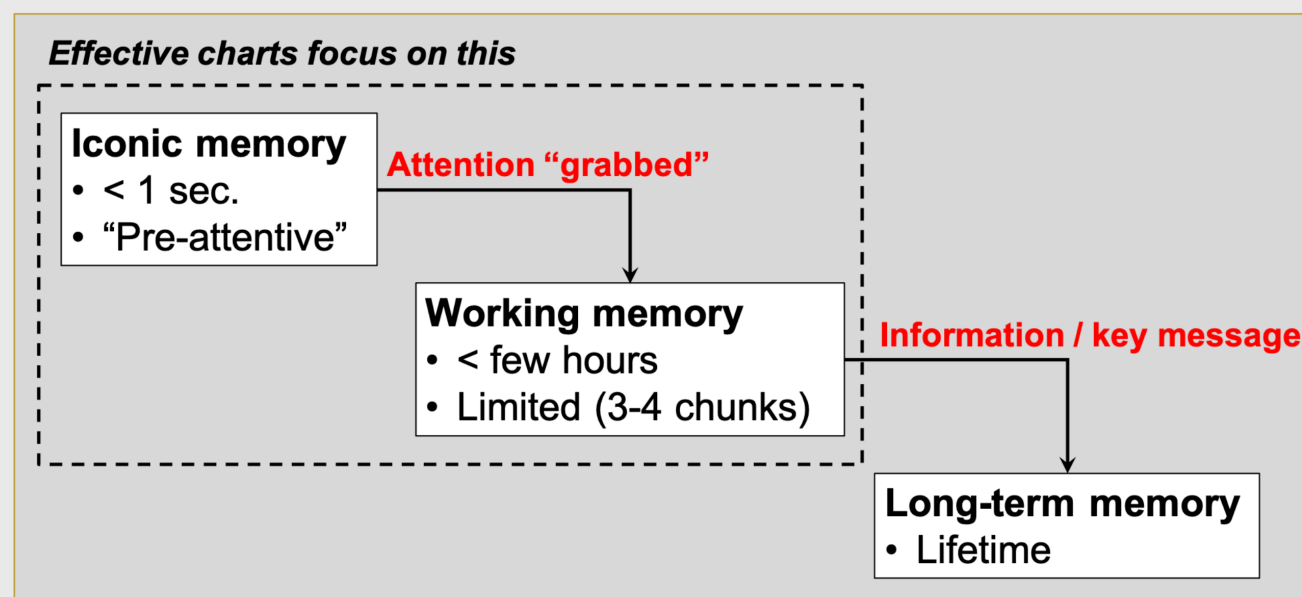 Effective charts focus on this
Iconic memory
• < 1 sec.
• “Pre-attentive”
Attention “grabbed”
Working memory
• < few hours
• Limited (3-4 chunks)
Information / key message
Long-term memory
• Lifetime